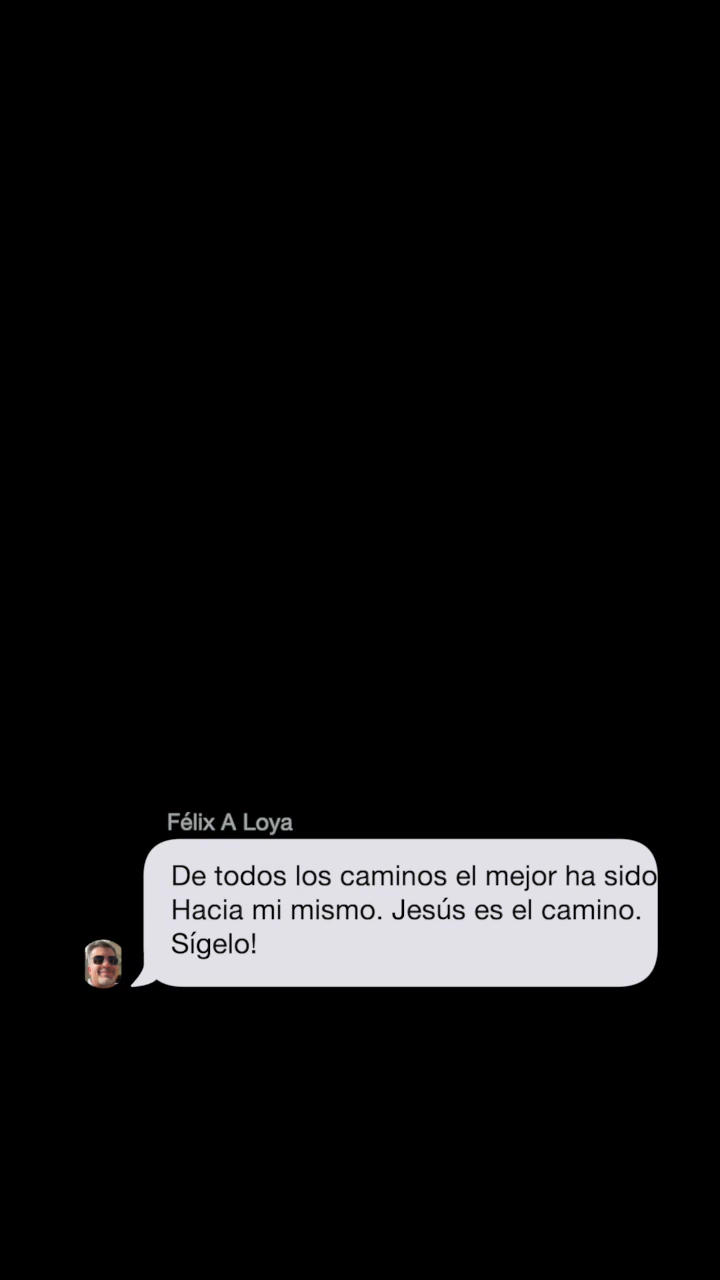 Félix A Loya
De todos los caminos el mejor ha sido
Hacia mi mismo. Jesús es el camino.
Sígelo!